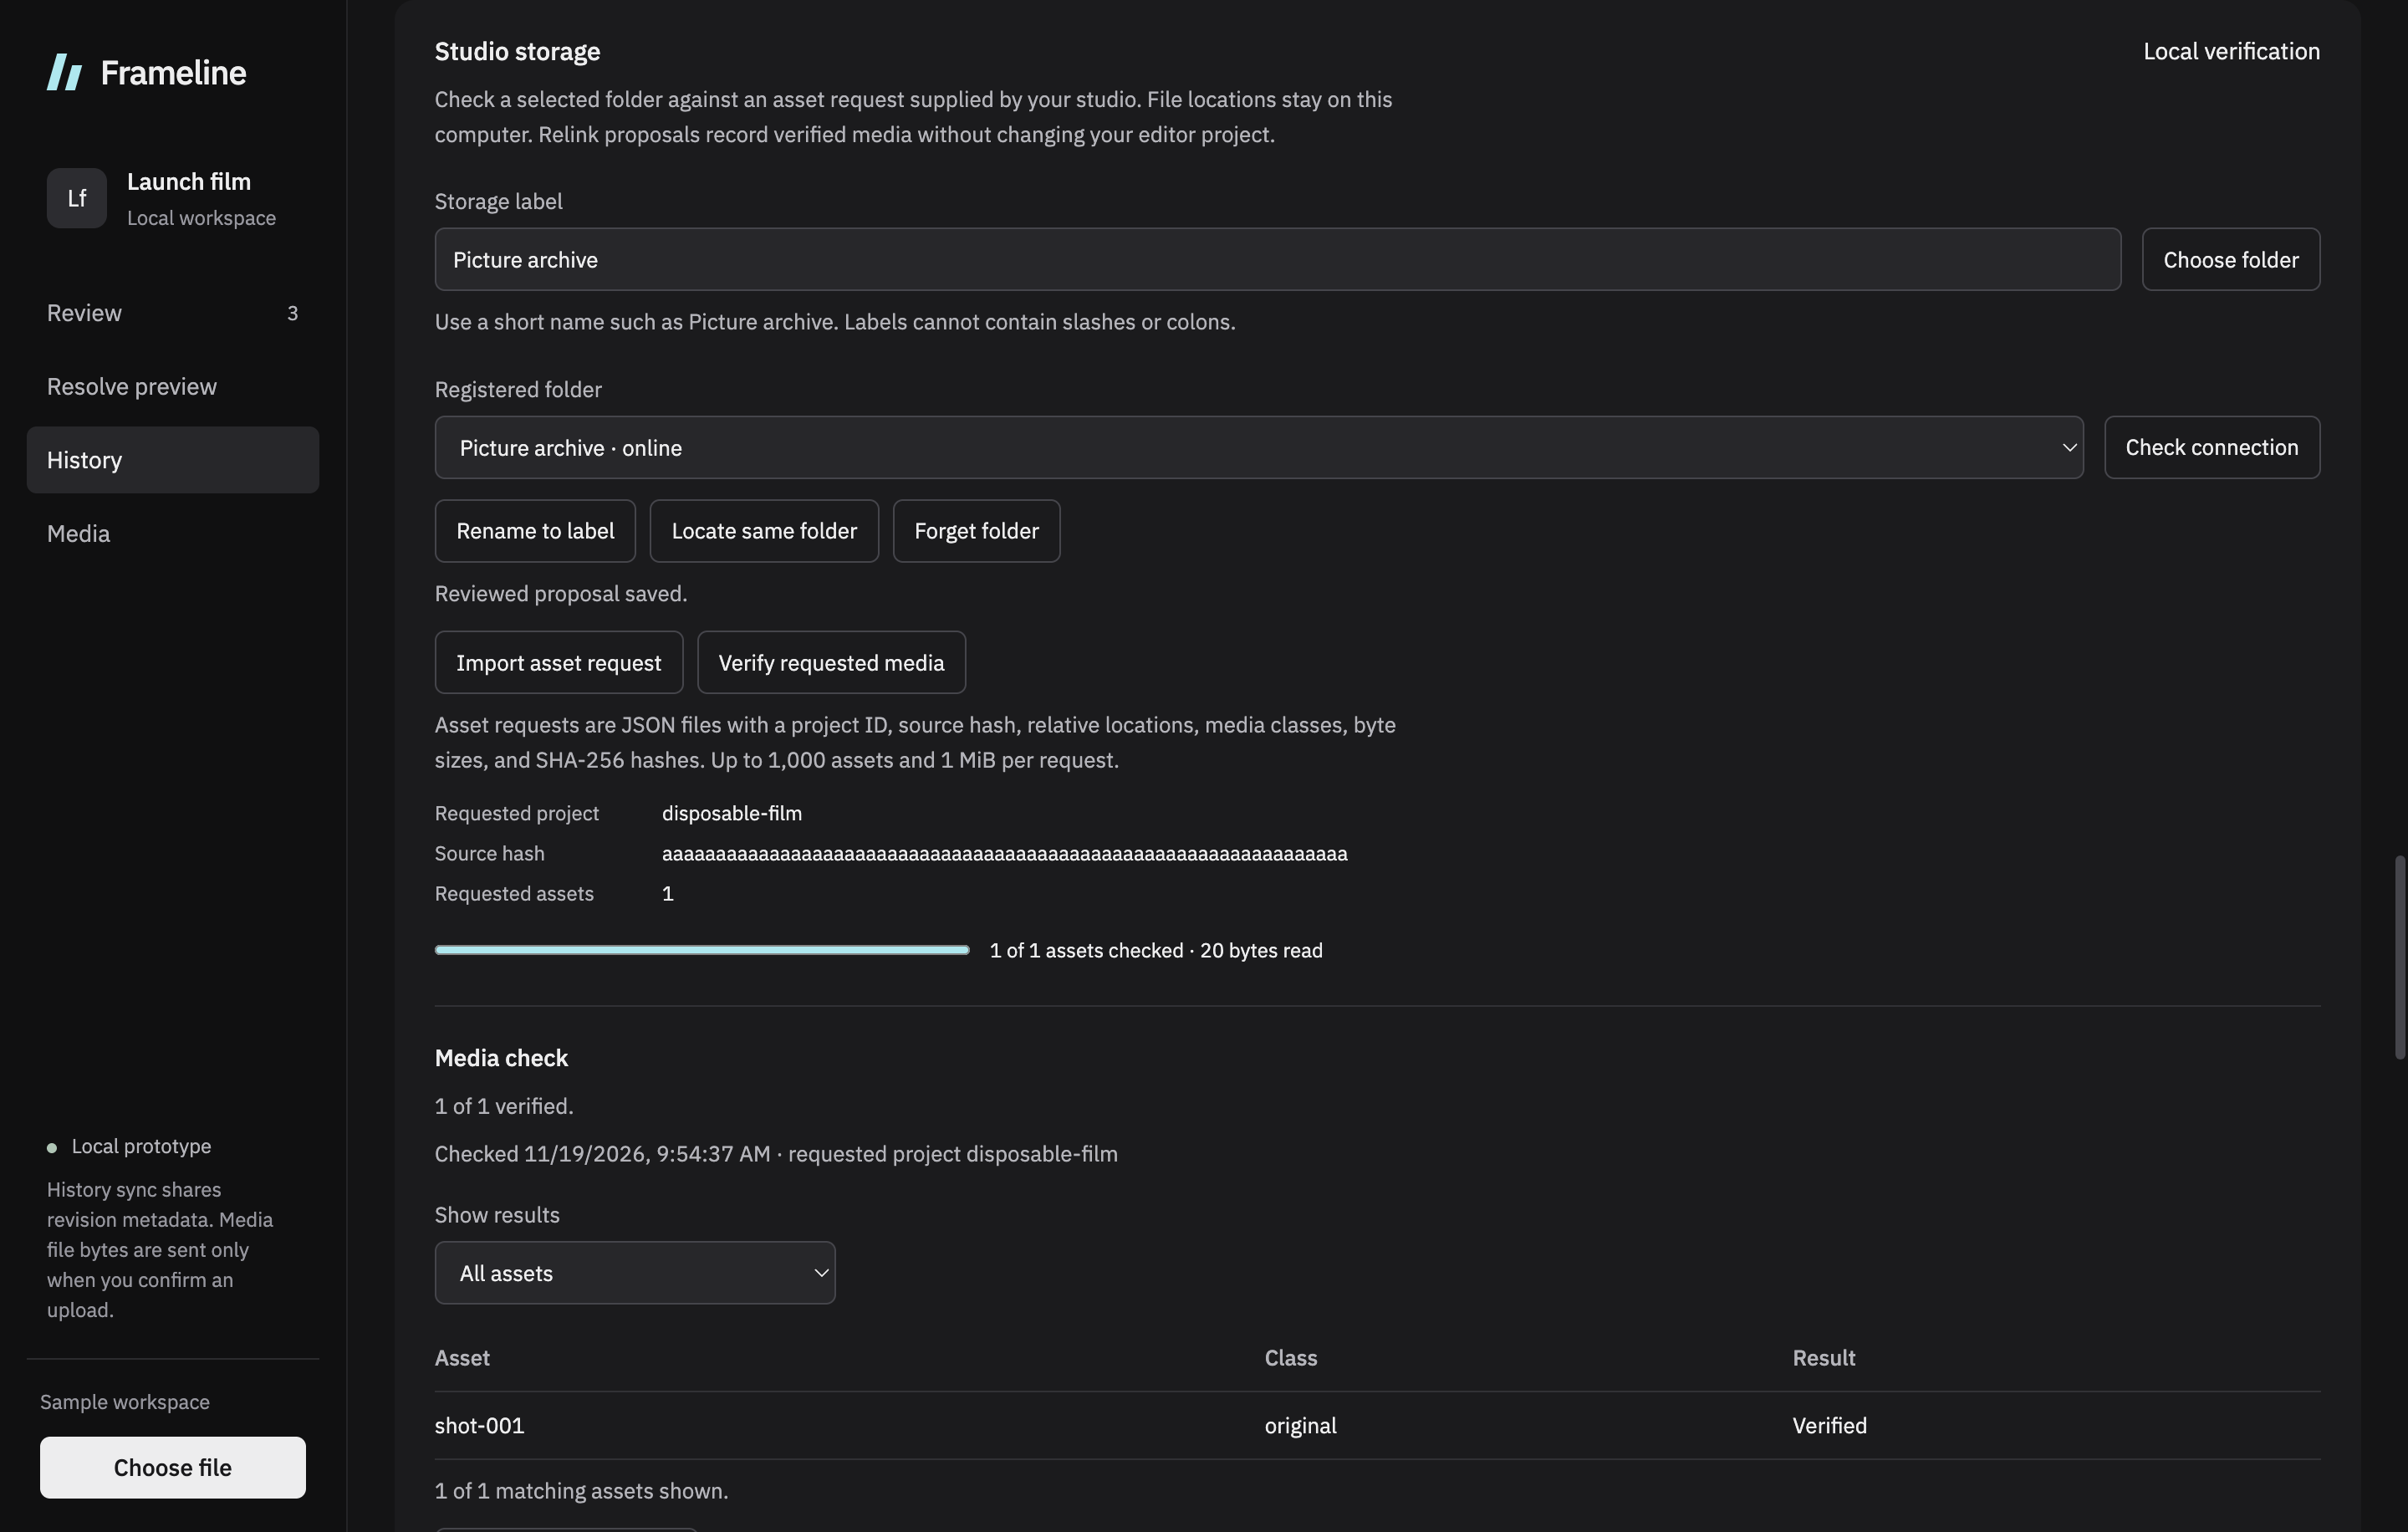 Frameline
Lf
Launch film
Local workspace
Review 3
Resolve preview
History
Media
Local prototype
History sync shares
revision metadata. Media
file bytes are sent only
when you confirm an
upload.
Sample workspace
Choose file
Studio storage
Local verification
Check a selected folder against an asset request supplied by your studio. File locations stay on this
computer. Relink proposals record verified media without changing your editor project.
Storage label
Picture archive
Choose folder
Use a short name such as Picture archive. Labels cannot contain slashes or colons.
Registered folder
Picture archive · online
Check connection
Rename to label
Locate same folder
Forget folder
Reviewed proposal saved.
Import asset request
Verify requested media
Asset requests are JSON files with a project ID, source hash, relative locations, media classes, byte
sizes, and SHA-256 hashes. Up to 1,000 assets and 1 MiB per request.
Requested project disposable-film
Source hash aaaaaaaaaaaaaaaaaaaaaaaaaaaaaaaaaaaaaaaaaaaaaaaaaaaaaaaaaaaaaaaa
Requested assets 1
1 of 1 assets checked · 20 bytes read
Media check
1 of 1 verified.
Checked 11/19/2026, 9:54:37 AM · requested project disposable-film
Show results
All assets
Asset Class Result
shot-001 original Verified
1 of 1 matching assets shown.